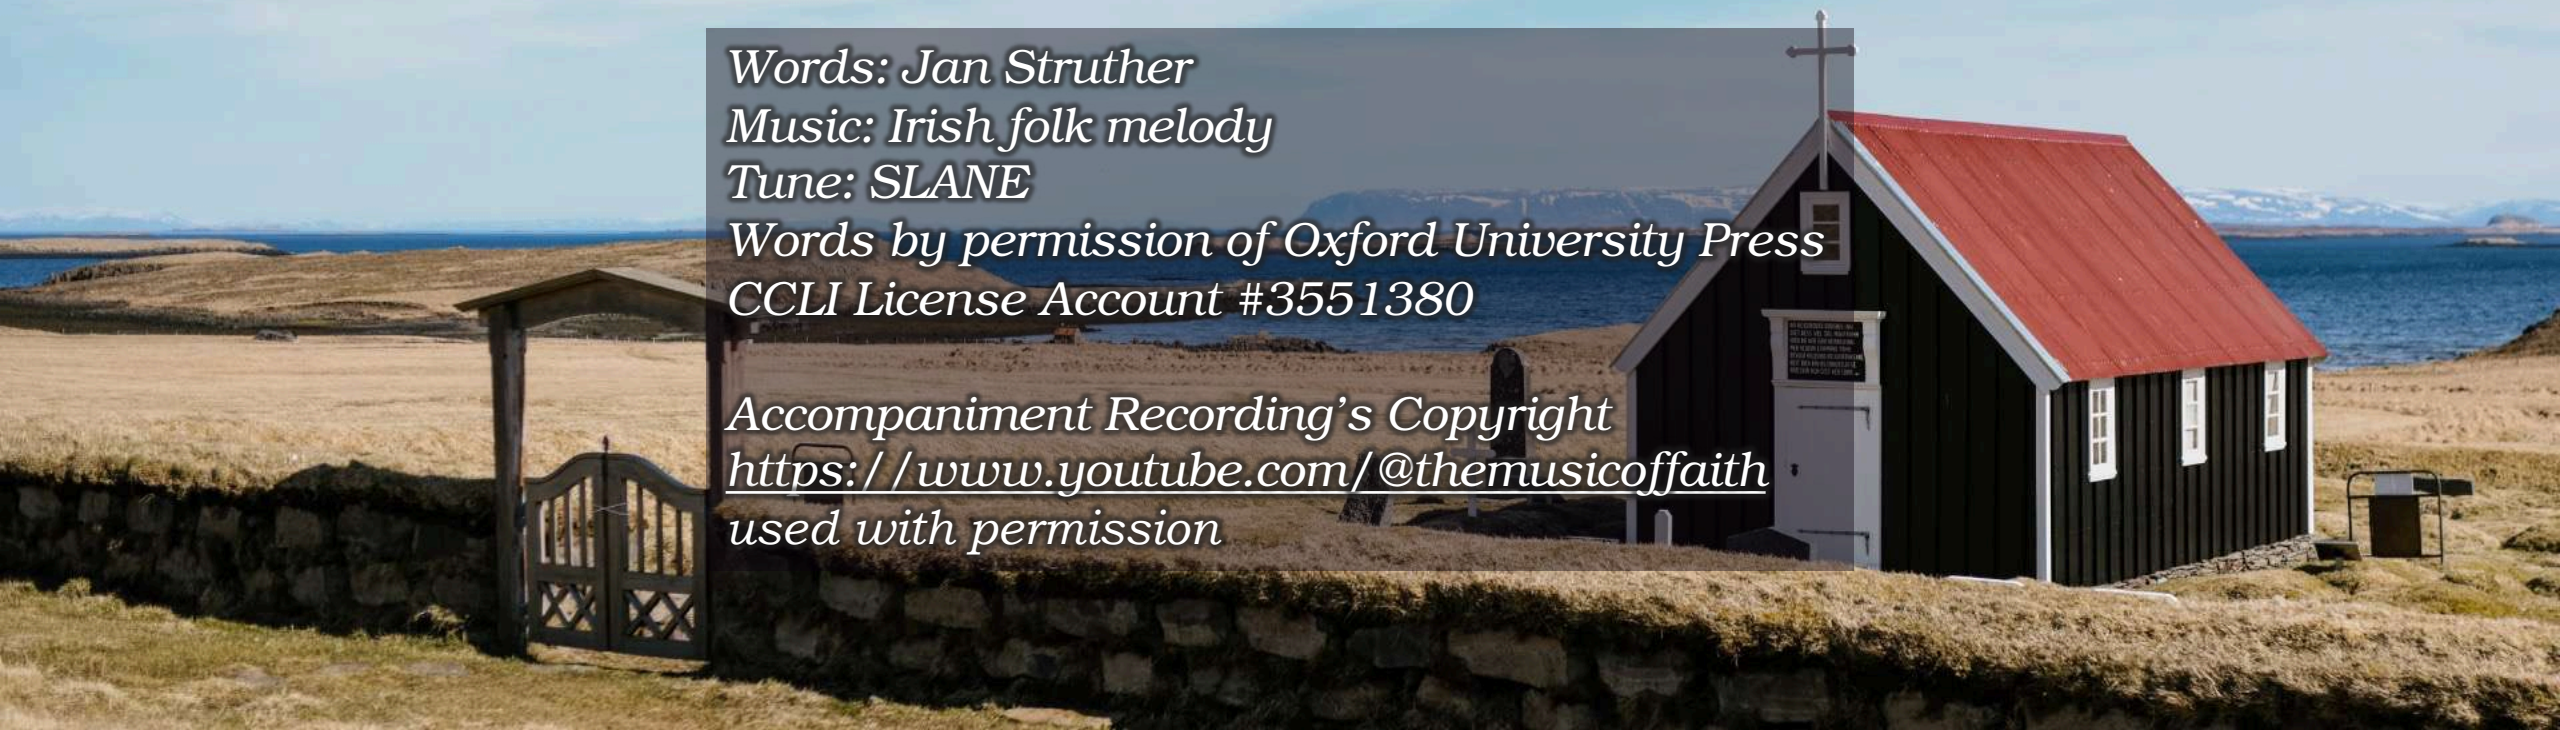 Words: Jan Struther
Music: Irish folk melody
Tune: SLANE
Words by permission of Oxford University Press
CCLI License Account #3551380
Accompaniment Recording’s Copyright
https://www.youtube.com/@themusicoffaith
used with permission